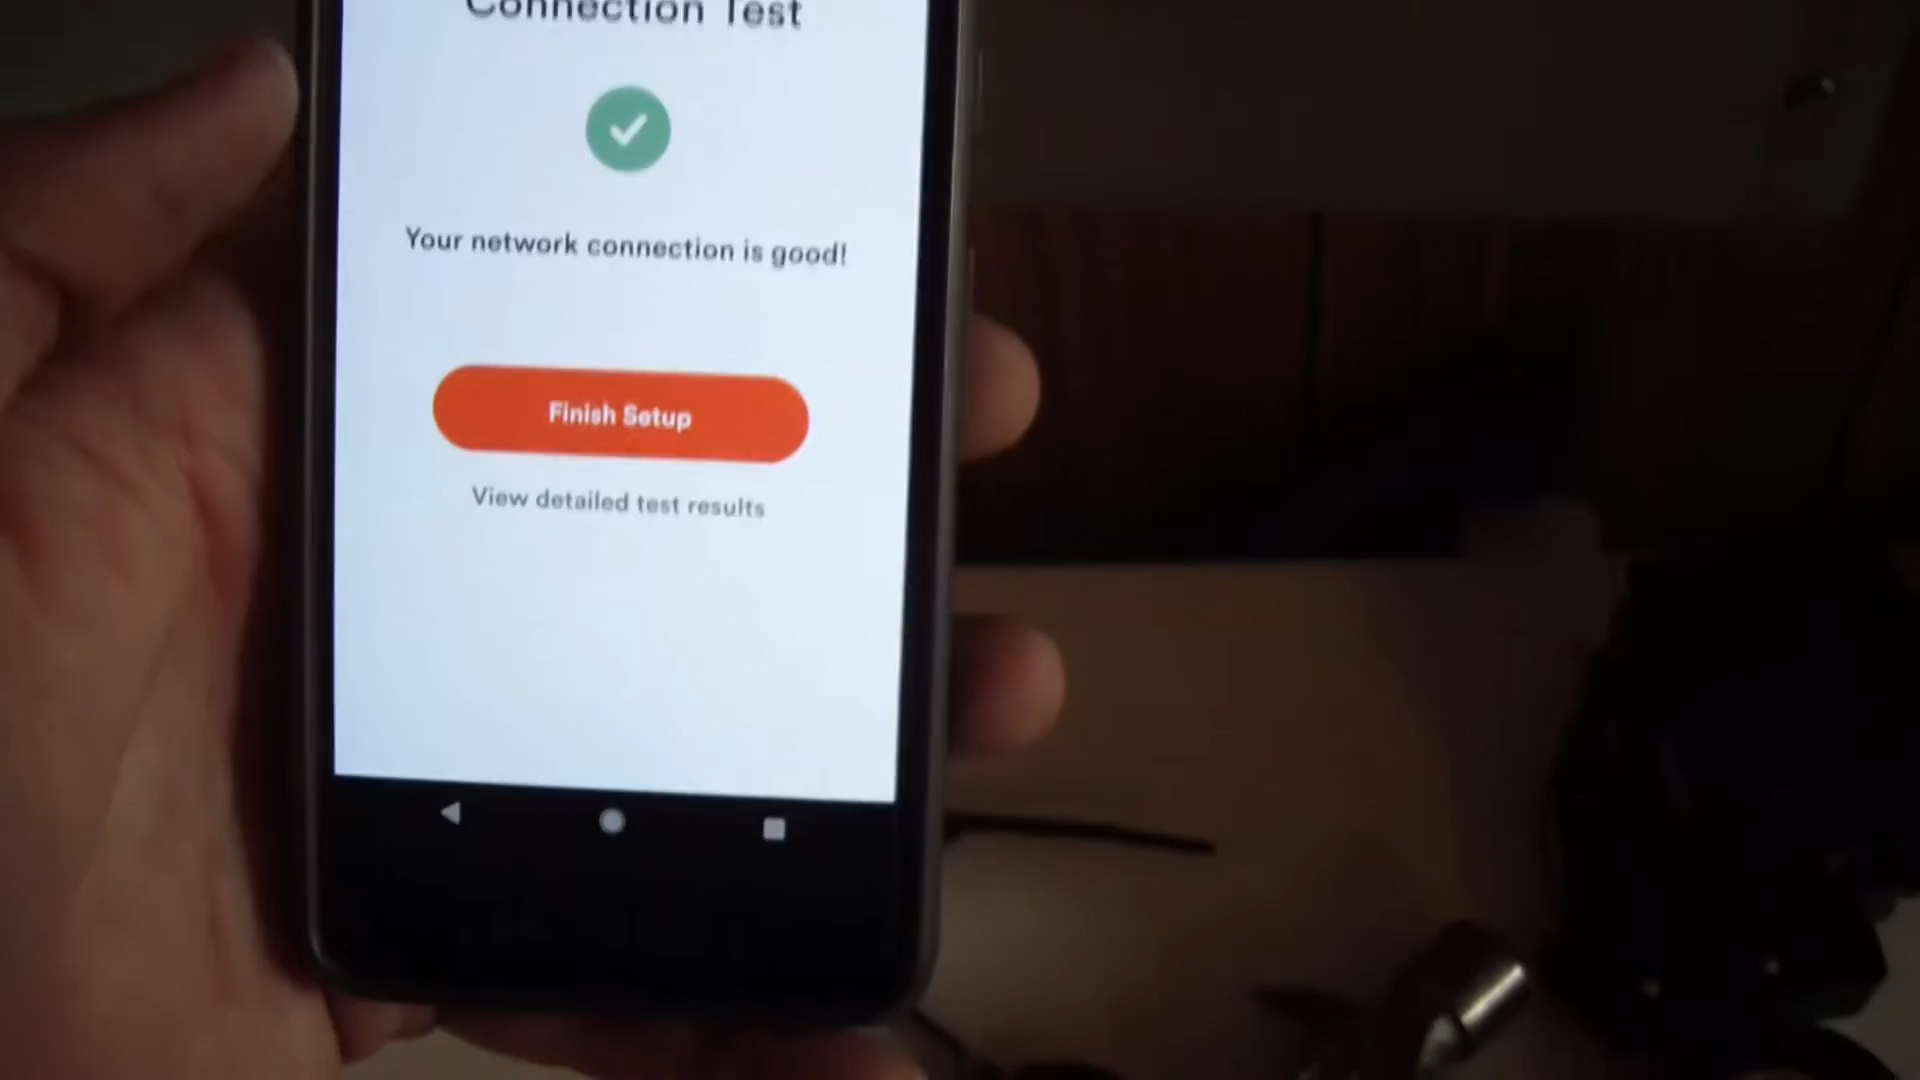 Connection Test
Your network connection is good!
Finish Setup
View detailed test results